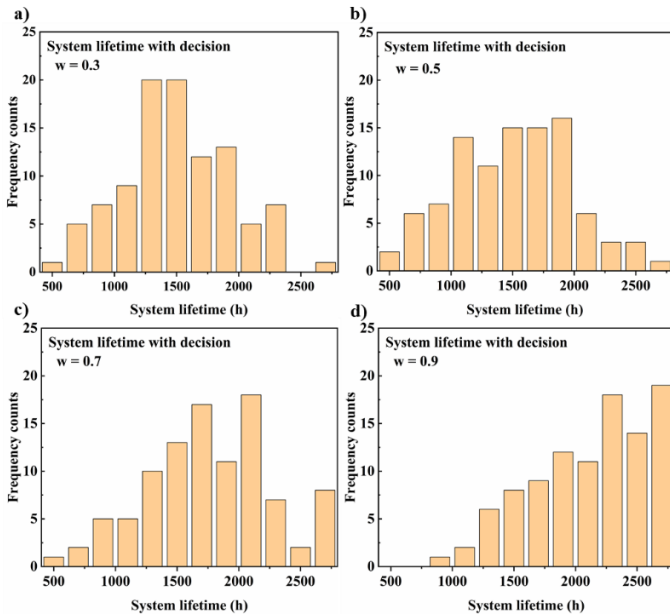 a)
System lifetime with decision
w = 0.3
Frequency counts
25
20
15
10
5
0
500 1000 1500 2000 2500
System lifetime (h)
b)
System lifetime with decision
w = 0.5
Frequency counts
25
20
15
10
5
0
500 1000 1500 2000 2500
System lifetime (h)
c)
System lifetime with decision
w = 0.7
Frequency counts
25
20
15
10
5
0
500 1000 1500 2000 2500
System lifetime (h)
d)
System lifetime with decision
w = 0.9
Frequency counts
25
20
15
10
5
0
500 1000 1500 2000 2500
System lifetime (h)